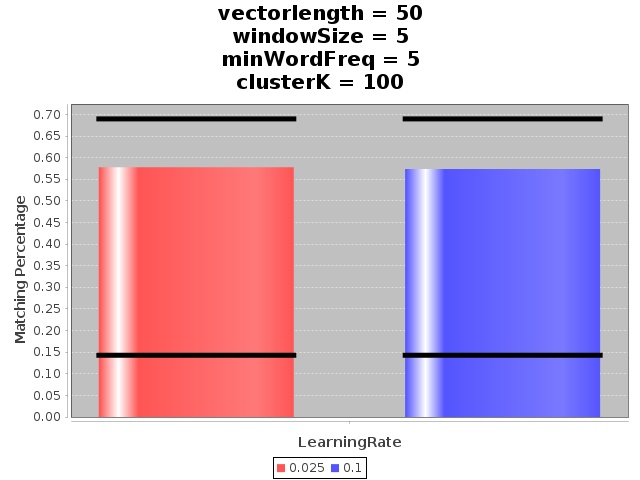 vectorlength = 50
windowSize = 5
minWordFreq = 5
clusterK = 100
Matching Percentage
0.70
0.65
0.60
0.55
0.50
0.45
0.40
0.35
0.30
0.25
0.20
0.15
0.10
0.05
0.00
LearningRate
0.025 0.1